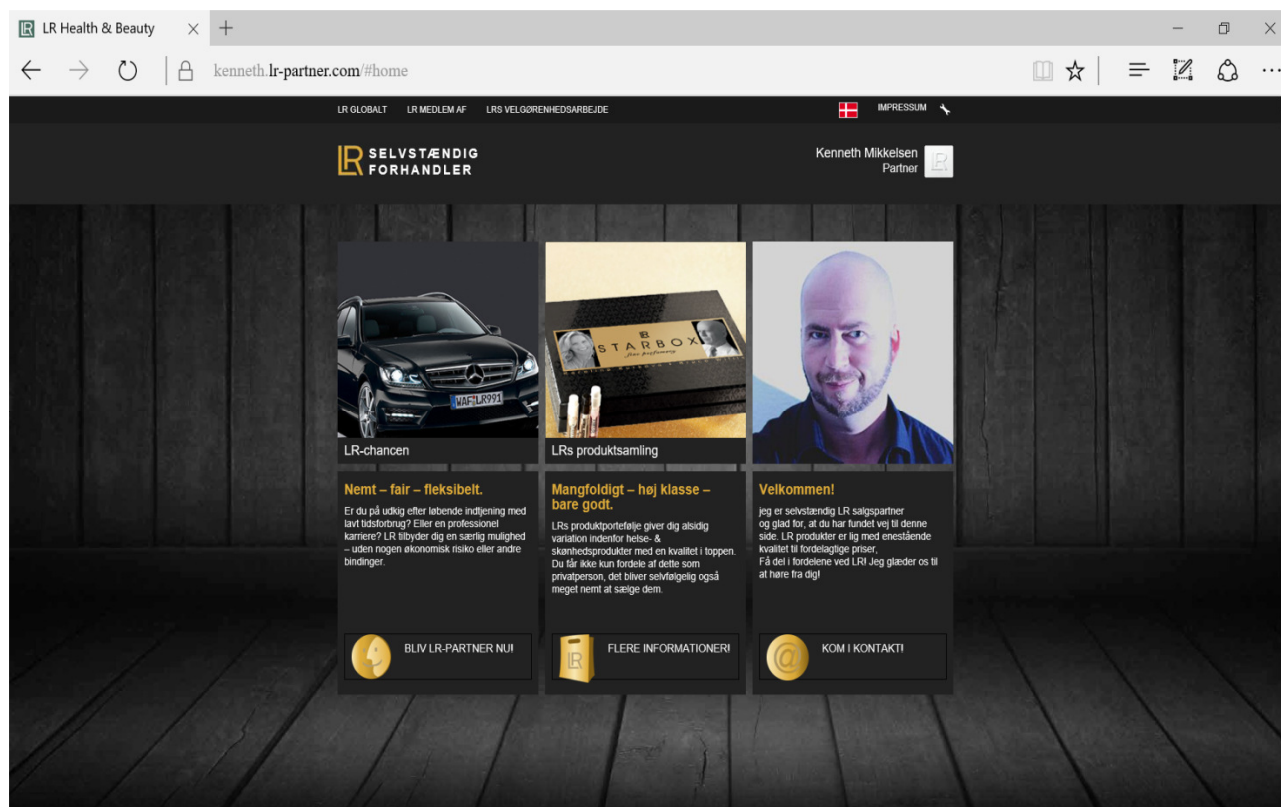 LR Health & Beauty
kenneth.lr-partner.com/#home
LR GLOBALT
LR MEDLEM AF
LRS VELGØRENHEDSARBEJDE
IMPRESSUM
LR SELVSTÆNDIG
FORHANDLER
Kenneth Mikkelsen
Partner
LR
WAF LR991
LR-chancen
Nemt – fair – fleksibelt.
Er du på udkig efter løbende indtjening med
lavt tidsforbrug? Eller en professionel
karriere? LR tilbyder dig en særlig mulighed
– uden nogen økonomisk risiko eller andre
bindinger.
BLIV LR-PARTNER NU!
LR
STARBOX
LRs produktsamling
Mangfoldigt – høj klasse –
bare godt.
LRs produktportefølje giver dig alsidig
variation indenfor helse- &
skønhedsprodukter med en kvalitet i toppen.
Du får ikke kun fordele af dette som
privatperson, det bliver selvfølgelig også
meget nemt at sælge dem.
LR
FLERE INFORMATIONER!
Velkommen!
jeg er selvstændig LR salgspartner
og glad for, at du har fundet vej til denne
side. LR produkter er lig med enestående
kvalitet til fordelagtige priser,
Få del i fordelene ved LR! Jeg glæder os til
at høre fra dig!
@
KOM I KONTAKT!